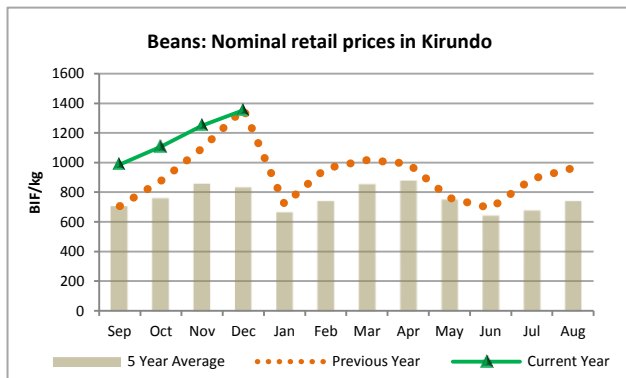 Beans: Nominal retail prices in Kirundo
1600
1400
1200
1000
800
600
400
200
0
BIF/kg
Sep Oct Nov Dec Jan Feb Mar Apr May Jun Jul Aug
5 Year Average Previous Year Current Year